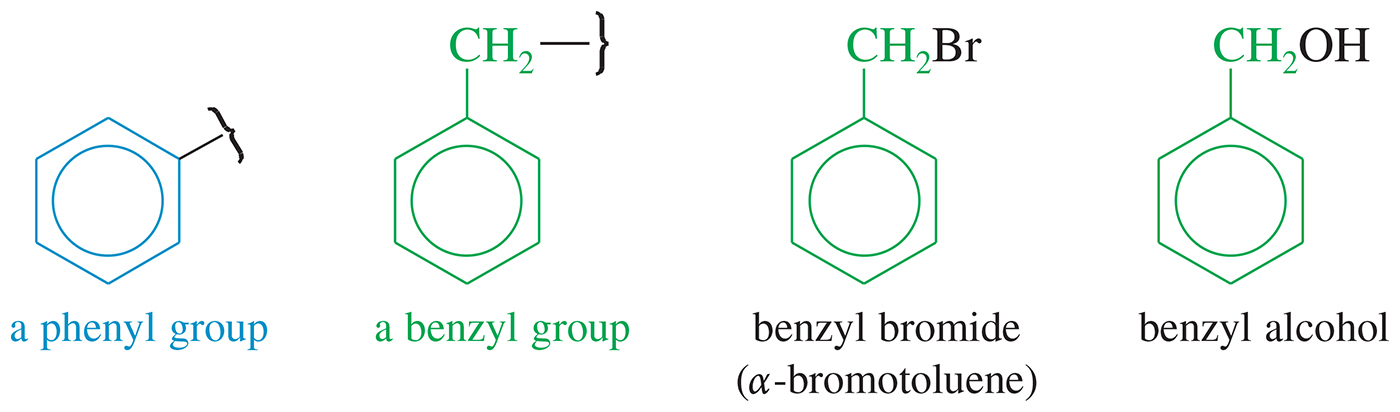 CH₂
CH₂Br
CH₂OH
a phenyl group
a benzyl group
benzyl bromide
(α-bromotoluene)
benzyl alcohol